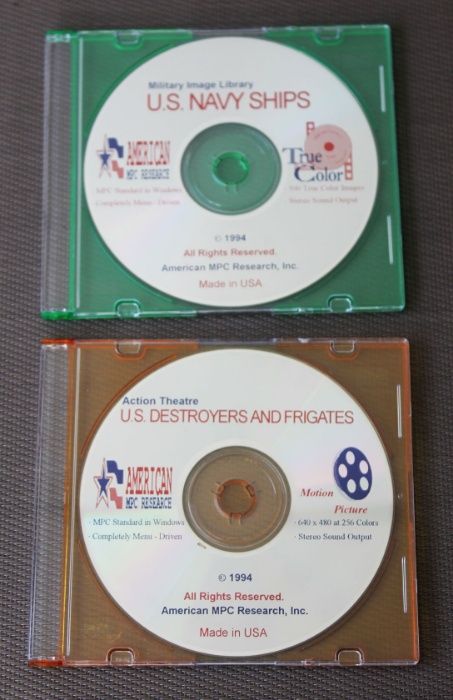 Military Image Library
U.S. NAVY SHIPS
AMERICAN
MPC RESEARCH
True
Color
· MPC Standard in Windows
· Completely Menu - Driven
True Color Images
Stereo Sound Output
© 1994
All Rights Reserved.
American MPC Research, Inc.
Made in USA
Action Theatre
U.S. DESTROYERS AND FRIGATES
AMERICAN
MPC RESEARCH
Motion
Picture
· MPC Standard in Windows
· Completely Menu - Driven
· 640 x 480 at 256 Colors
· Stereo Sound Output
© 1994
All Rights Reserved.
American MPC Research, Inc.
Made in USA